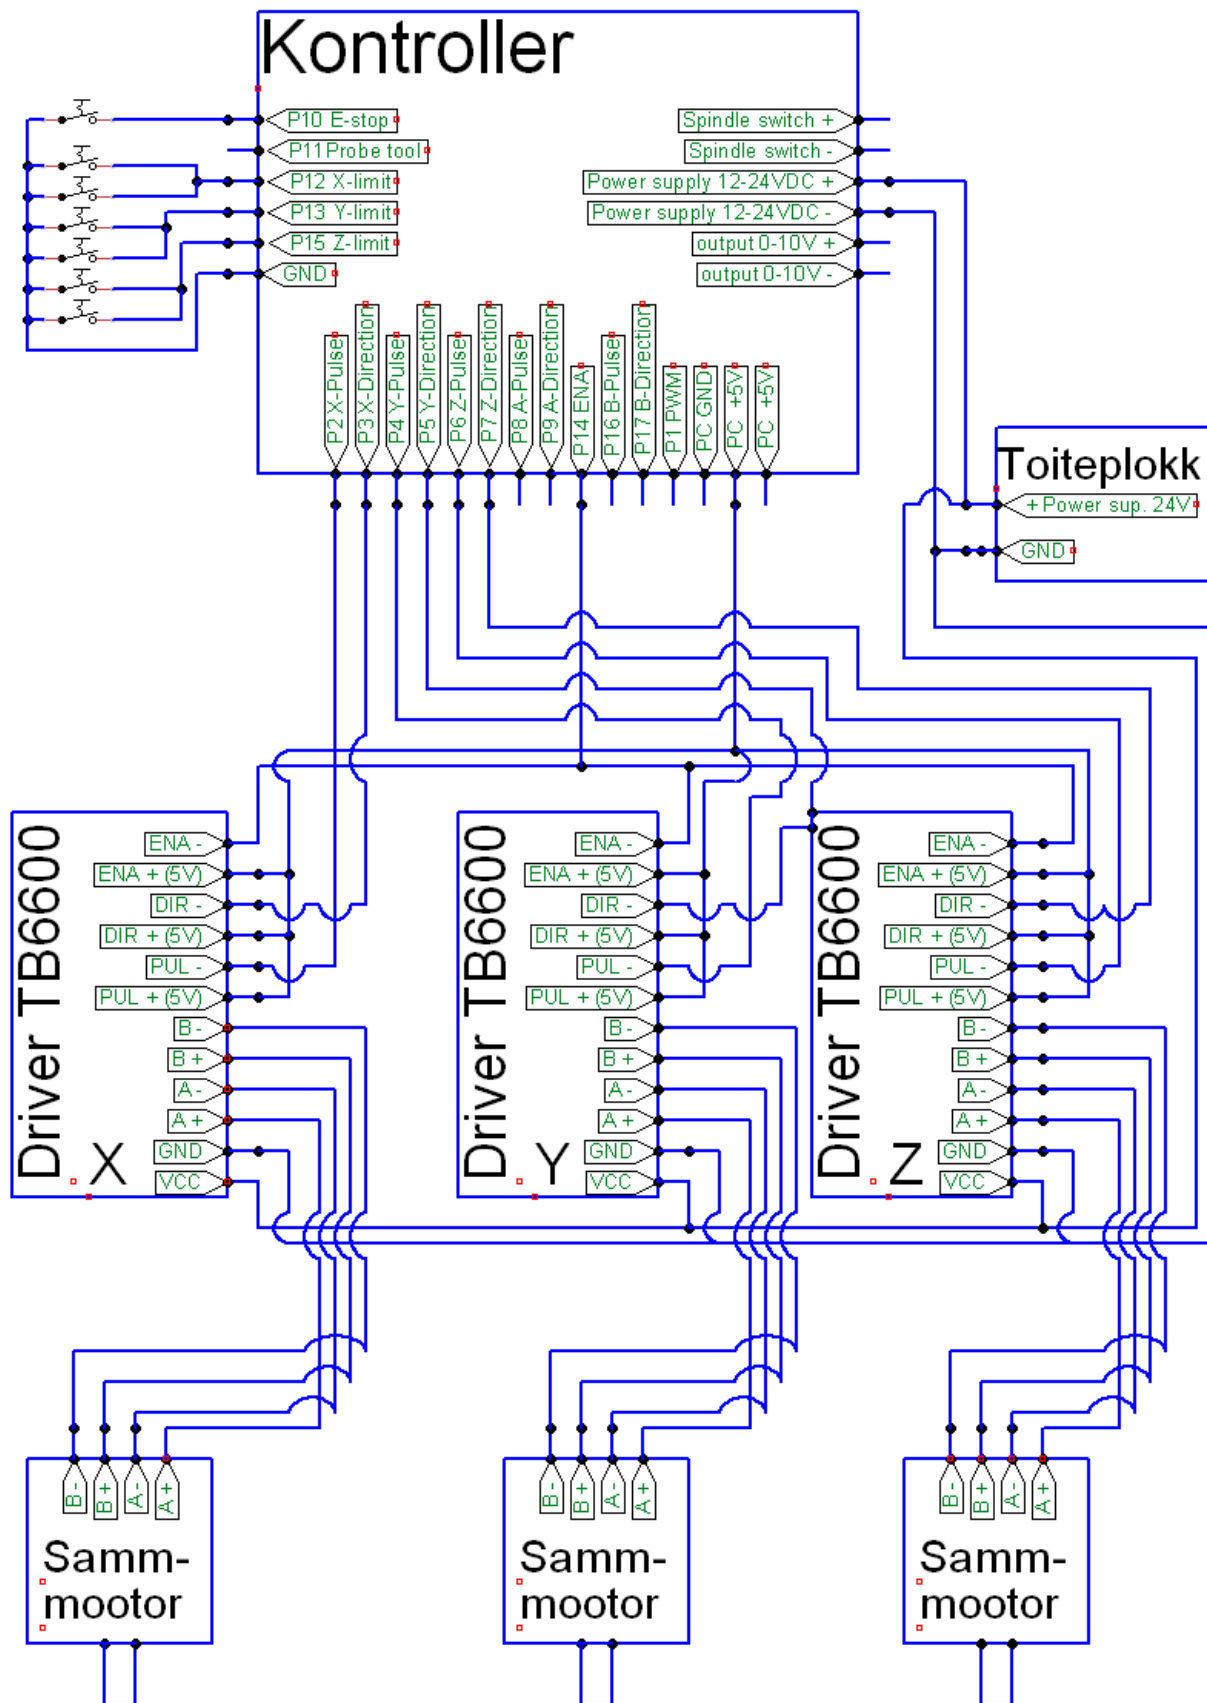 Kontroller
P10 E-stop
P11 Probe tool
P12 X-limit
P13 Y-limit
P15 Z-limit
GND
Spindle switch +
Spindle switch -
Power supply 12-24VDC +
Power supply 12-24VDC -
output 0-10V +
output 0-10V -
P2 X-Pulse
P3 X-Direction
P4 Y-Pulse
P5 Y-Direction
P6 Z-Pulse
P7 Z-Direction
P8 A-Pulse
P9 A-Direction
P14 ENA
P16 B-Pulse
P17 B-Direction
P1 PWM
PC GND
PC +5V
PC +5V
Toiteplokk
+ Power sup. 24V
GND
Driver TB6600
X
ENA -
ENA + (5V)
DIR -
DIR + (5V)
PUL -
PUL + (5V)
B -
B +
A -
A +
GND
VCC
Driver TB6600
Y
ENA -
ENA + (5V)
DIR -
DIR + (5V)
PUL -
PUL + (5V)
B -
B +
A -
A +
GND
VCC
Driver TB6600
Z
ENA -
ENA + (5V)
DIR -
DIR + (5V)
PUL -
PUL + (5V)
B -
B +
A -
A +
GND
VCC
B -
B +
A -
A +
Samm-
mootor
B -
B +
A -
A +
Samm-
mootor
B -
B +
A -
A +
Samm-
mootor